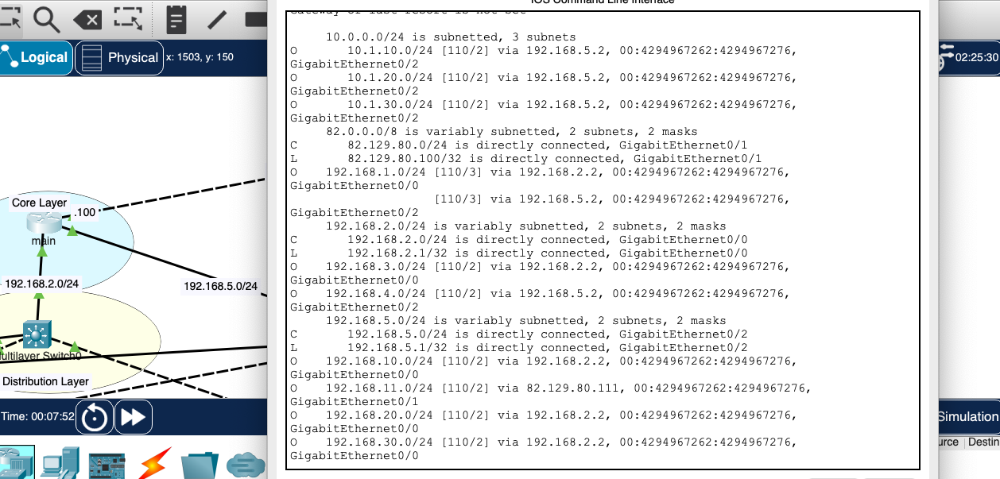 IOS Command Line Interface
Gateway of last resort is not set
10.0.0.0/24 is subnetted, 3 subnets
O 10.1.10.0/24 [110/2] via 192.168.5.2, 00:4294967262:4294967276,
GigabitEthernet0/2
O 10.1.20.0/24 [110/2] via 192.168.5.2, 00:4294967262:4294967276,
GigabitEthernet0/2
O 10.1.30.0/24 [110/2] via 192.168.5.2, 00:4294967262:4294967276,
GigabitEthernet0/2
82.0.0.0/8 is variably subnetted, 2 subnets, 2 masks
C 82.129.80.0/24 is directly connected, GigabitEthernet0/1
L 82.129.80.100/32 is directly connected, GigabitEthernet0/1
O 192.168.1.0/24 [110/3] via 192.168.2.2, 00:4294967262:4294967276,
GigabitEthernet0/0
[110/3] via 192.168.5.2, 00:4294967262:4294967276,
GigabitEthernet0/2
192.168.2.0/24 is variably subnetted, 2 subnets, 2 masks
C 192.168.2.0/24 is directly connected, GigabitEthernet0/0
L 192.168.2.1/32 is directly connected, GigabitEthernet0/0
O 192.168.3.0/24 [110/2] via 192.168.2.2, 00:4294967262:4294967276,
GigabitEthernet0/0
O 192.168.4.0/24 [110/2] via 192.168.5.2, 00:4294967262:4294967276,
GigabitEthernet0/2
192.168.5.0/24 is variably subnetted, 2 subnets, 2 masks
C 192.168.5.0/24 is directly connected, GigabitEthernet0/2
L 192.168.5.1/32 is directly connected, GigabitEthernet0/2
O 192.168.10.0/24 [110/2] via 192.168.2.2, 00:4294967262:4294967276,
GigabitEthernet0/0
O 192.168.11.0/24 [110/2] via 82.129.80.111, 00:4294967262:4294967276,
GigabitEthernet0/1
O 192.168.20.0/24 [110/2] via 192.168.2.2, 00:4294967262:4294967276,
GigabitEthernet0/0
O 192.168.30.0/24 [110/2] via 192.168.2.2, 00:4294967262:4294967276,
GigabitEthernet0/0
Logical
Physical
x: 1503, y: 150
02:25:30
Core Layer
.100
main
192.168.2.0/24
192.168.5.0/24
ultilayer Switch0
Distribution Layer
Time: 00:07:52
Simulation
urce
Destin